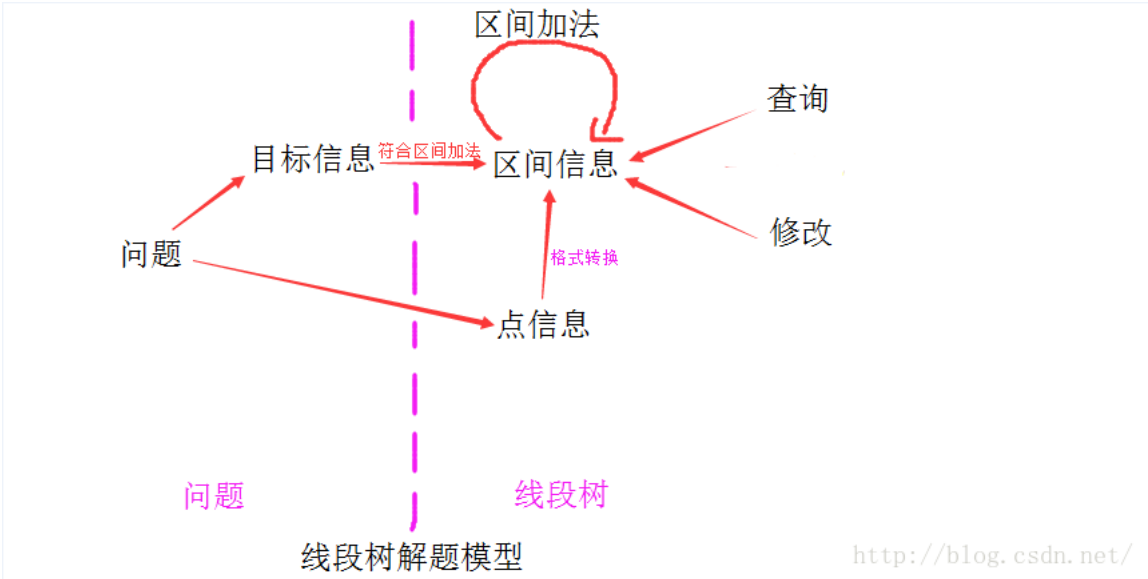 区间加法
查询
目标信息
符合区间加法
区间信息
修改
问题
格式转换
点信息
问题
线段树
线段树解题模型
http://blog.csdn.net/